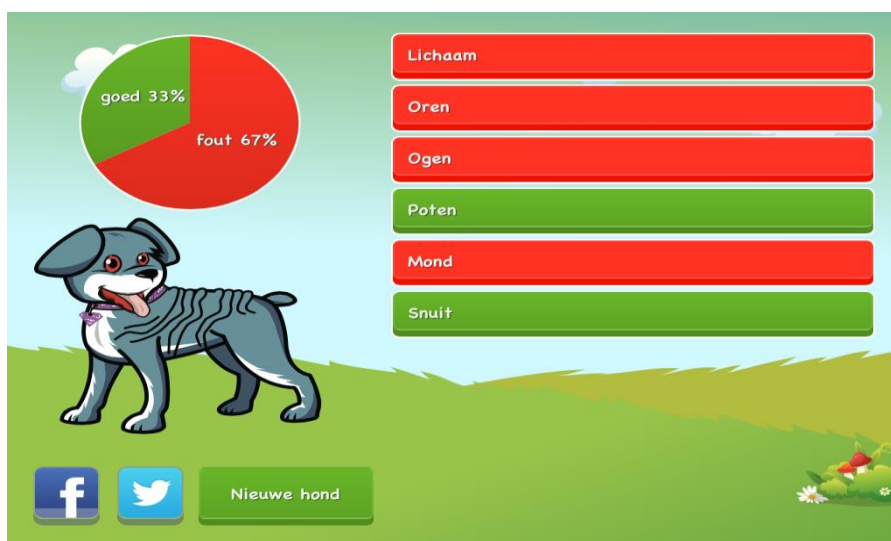 goed 33%
fout 67%
Lichaam
Oren
Ogen
Poten
Mond
Snuit
f
Nieuwe hond